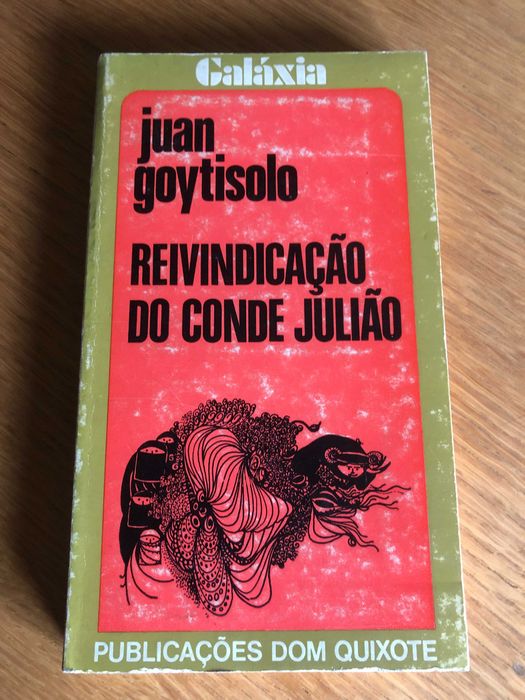 Galáxia
juan
goytisolo
REIVINDICAÇÃO
DO CONDE JULIÃO
PUBLICAÇÕES DOM QUIXOTE